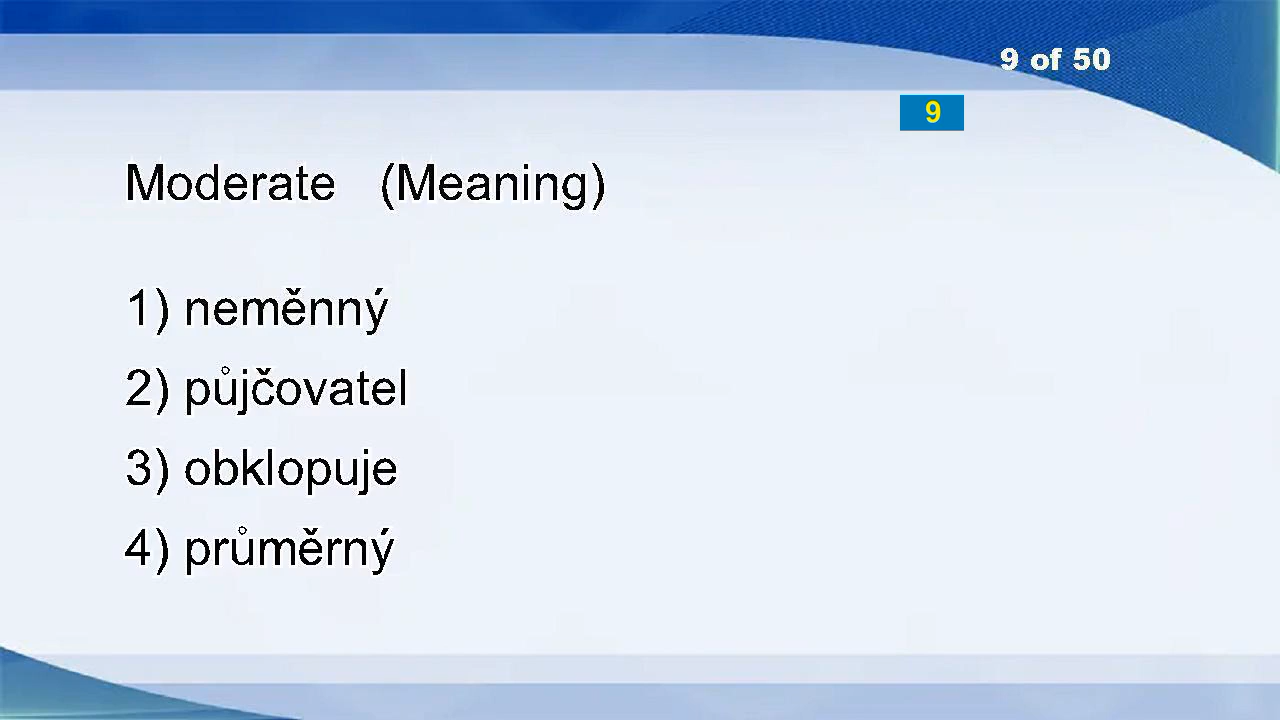 9 of 50
9
Moderate (Meaning)
1) neměnný
2) půjčovatel
3) obklopuje
4) průměrný